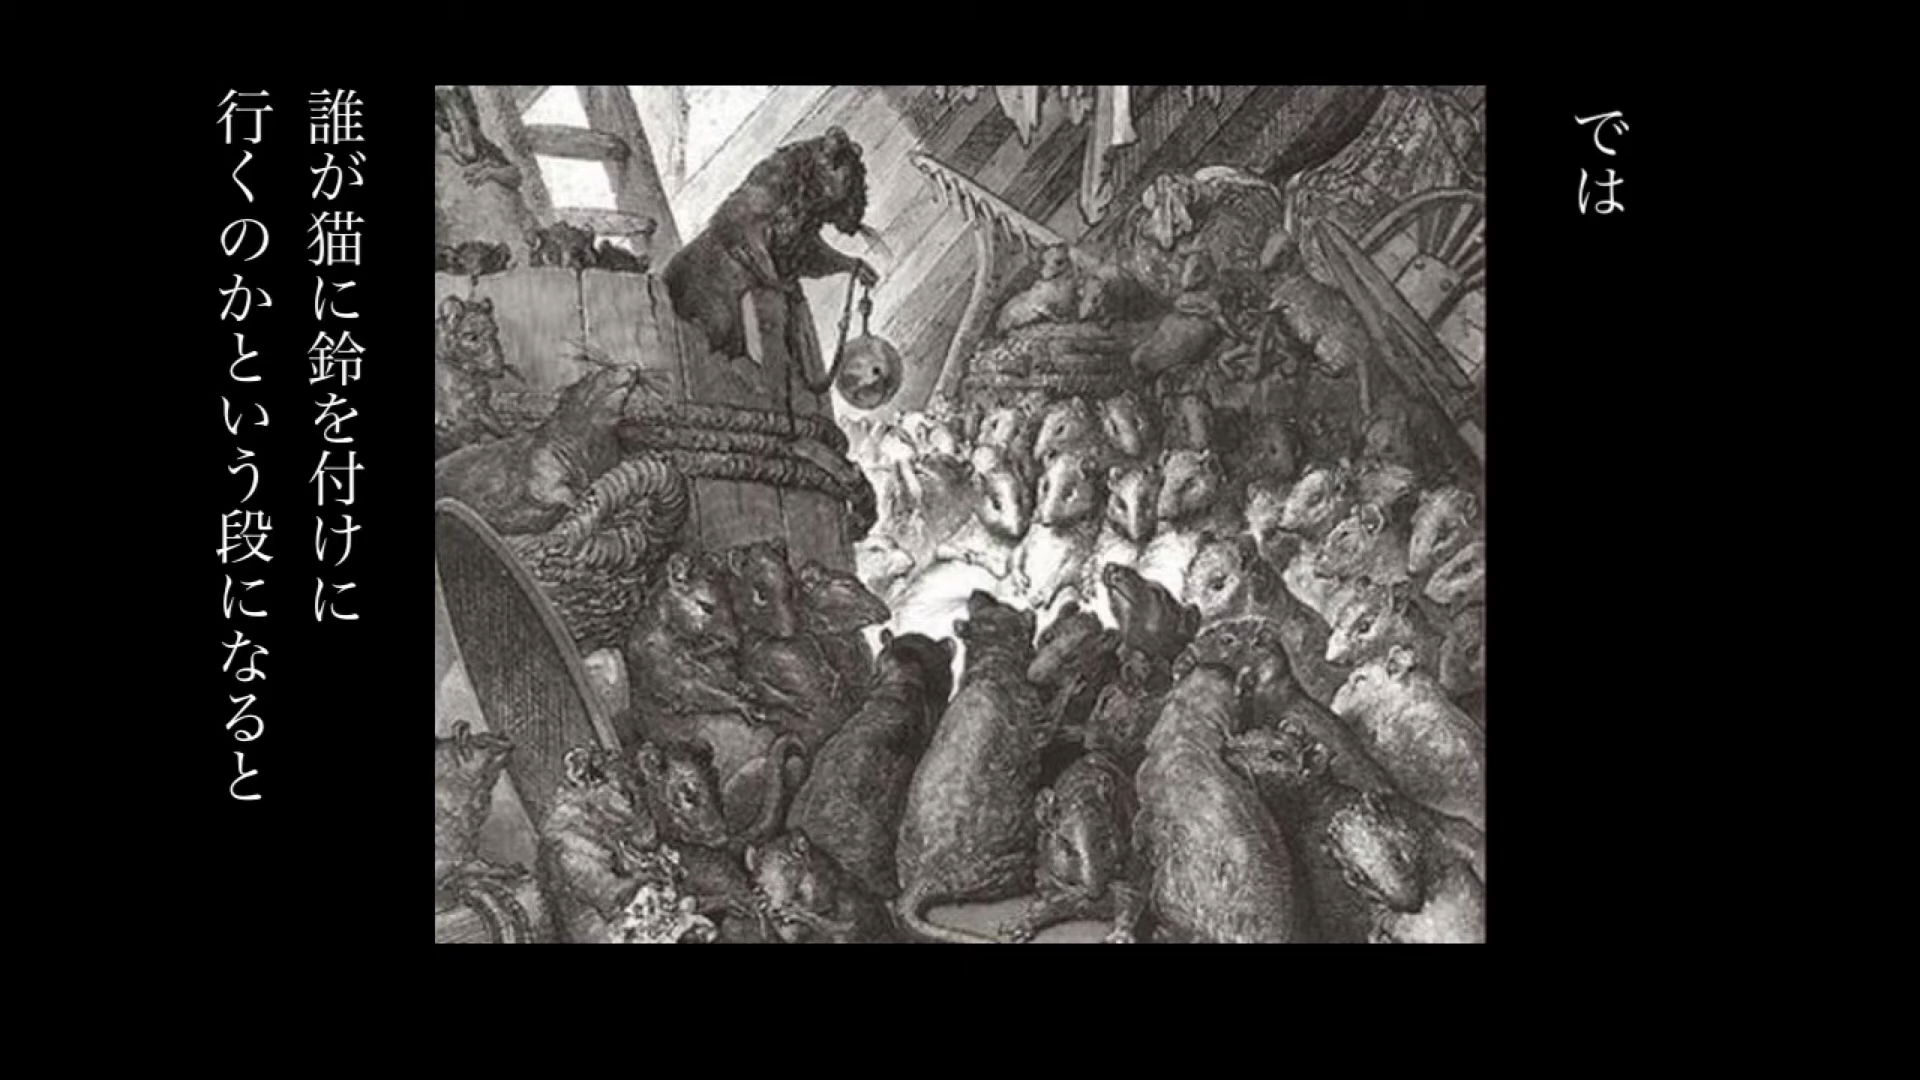 では
誰が猫に鈴を付けに
行くのかという段になると